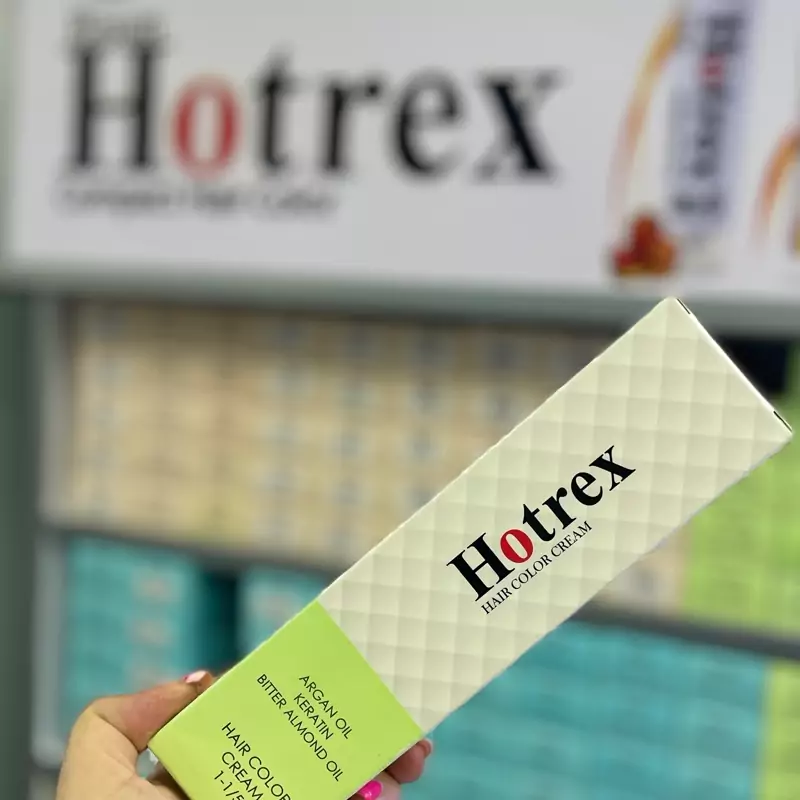 Hotrex
Hotrex
HAIR COLOR CREAM
ARGAN OIL
KERATIN
BITTER ALMOND OIL
HAIR COLOR
CREAM